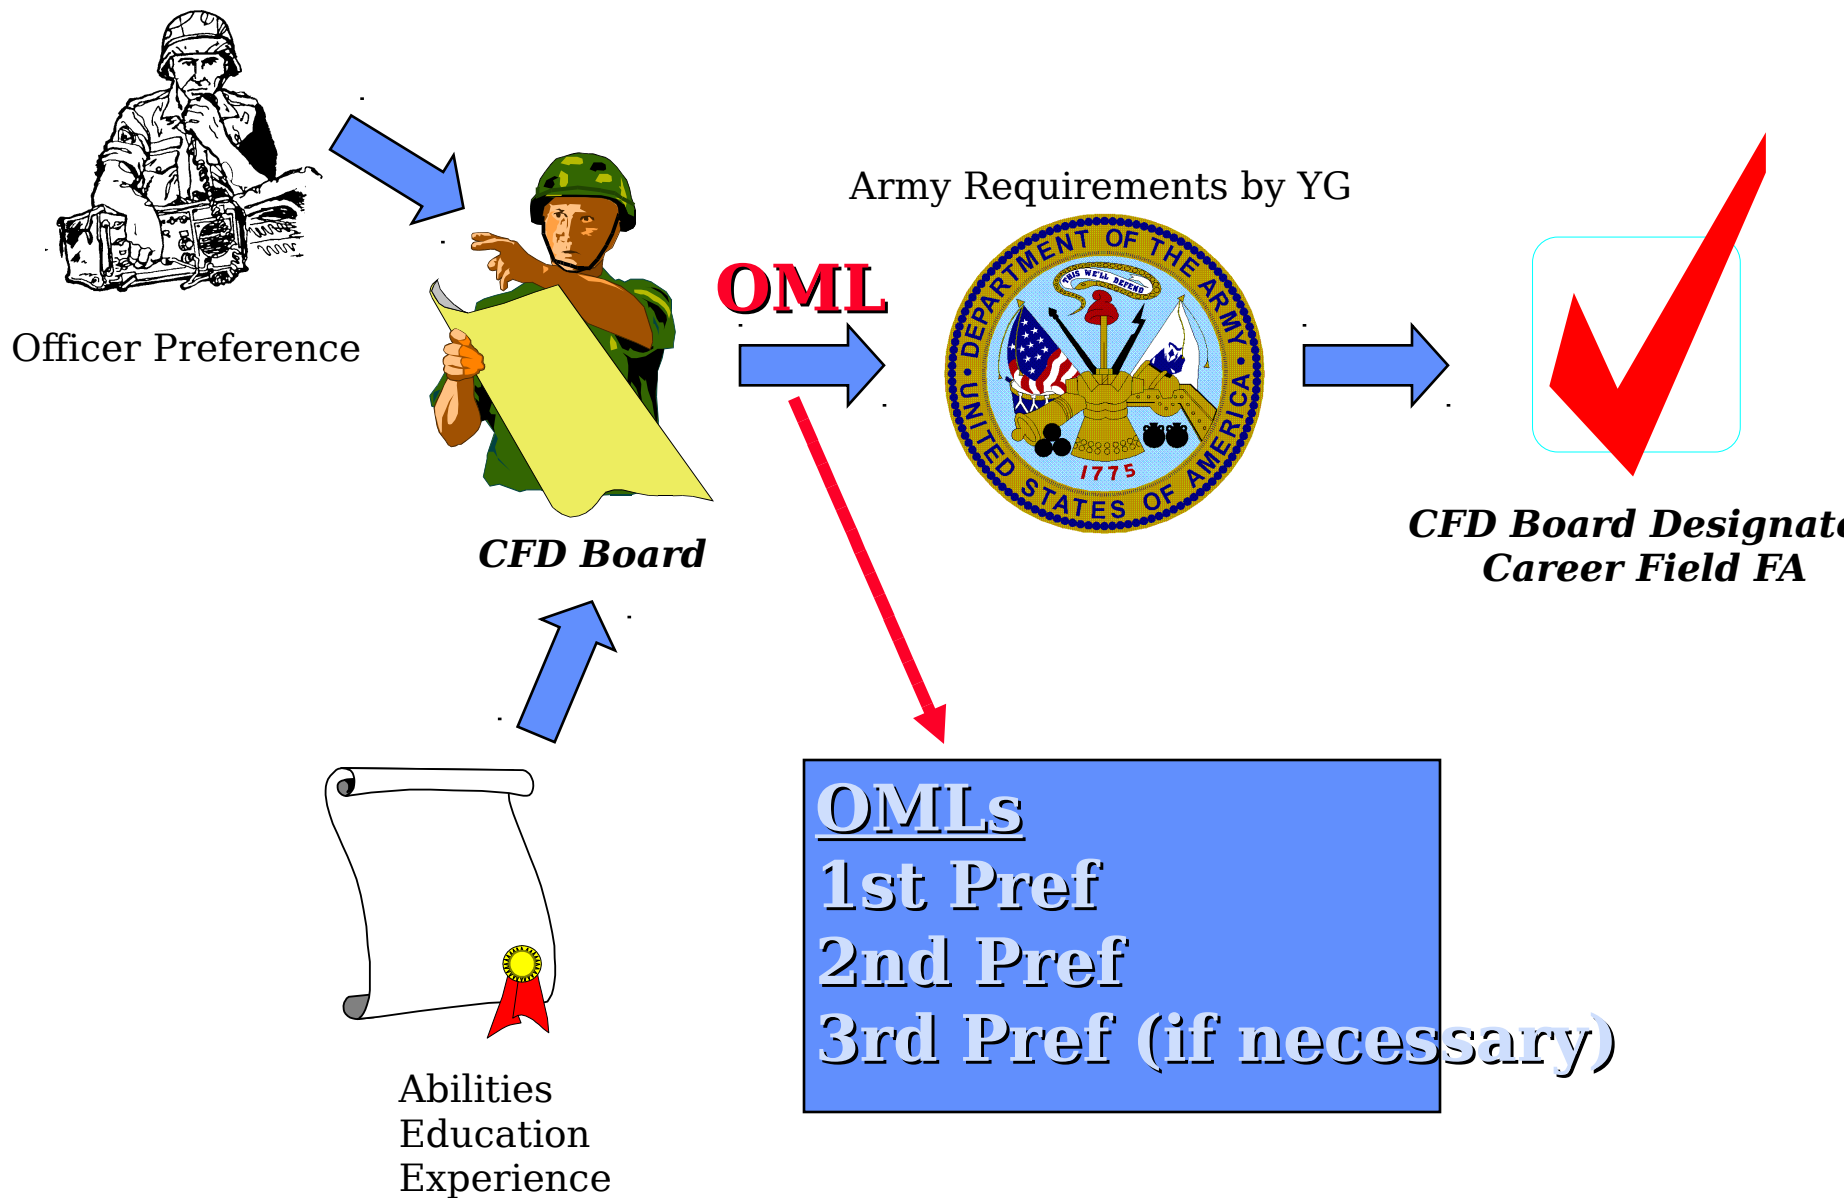 Officer Preference
Army Requirements by YG
OML
DEPARTMENT OF THE ARMY
UNITED STATES OF AMERICA
THIS WE'LL DEFEND
1775
CFD Board
CFD Board Designate
Career Field FA
OMLs
1st Pref
2nd Pref
3rd Pref (if necessary)
Abilities
Education
Experience